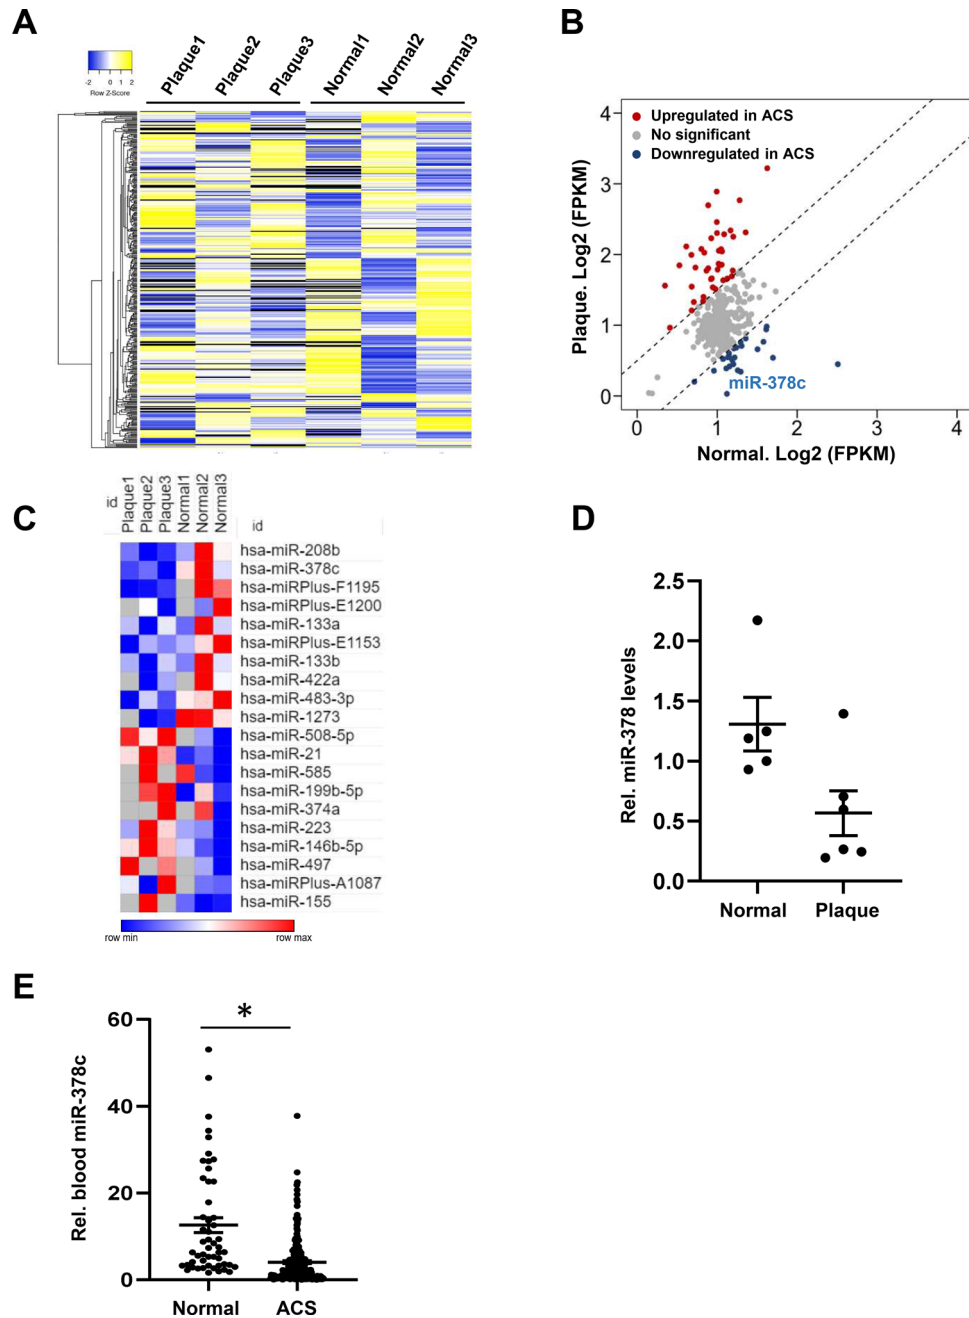 A
Plaque1 Plaque2 Plaque3 Normal1 Normal2 Normal3
-2 -1 0 1 2
Row Z-Score
B
Upregulated in ACS
No significant
Downregulated in ACS
Plaque. Log2 (FPKM)
4
3
2
1
0
miR-378c
0 1 2 3 4
Normal. Log2 (FPKM)
C
id Plaque1 Plaque2 Plaque3 Normal1 Normal2 Normal3 id
hsa-miR-208b
hsa-miR-378c
hsa-miRPlus-F1195
hsa-miRPlus-E1200
hsa-miR-133a
hsa-miRPlus-E1153
hsa-miR-133b
hsa-miR-422a
hsa-miR-483-3p
hsa-miR-1273
hsa-miR-508-5p
hsa-miR-21
hsa-miR-585
hsa-miR-199b-5p
hsa-miR-374a
hsa-miR-223
hsa-miR-146b-5p
hsa-miR-497
hsa-miRPlus-A1087
hsa-miR-155
row min row max
D
Rel. miR-378 levels
2.5
2.0
1.5
1.0
0.5
0.0
Normal Plaque
E
Rel. blood miR-378c
60
40
20
0
*
Normal ACS